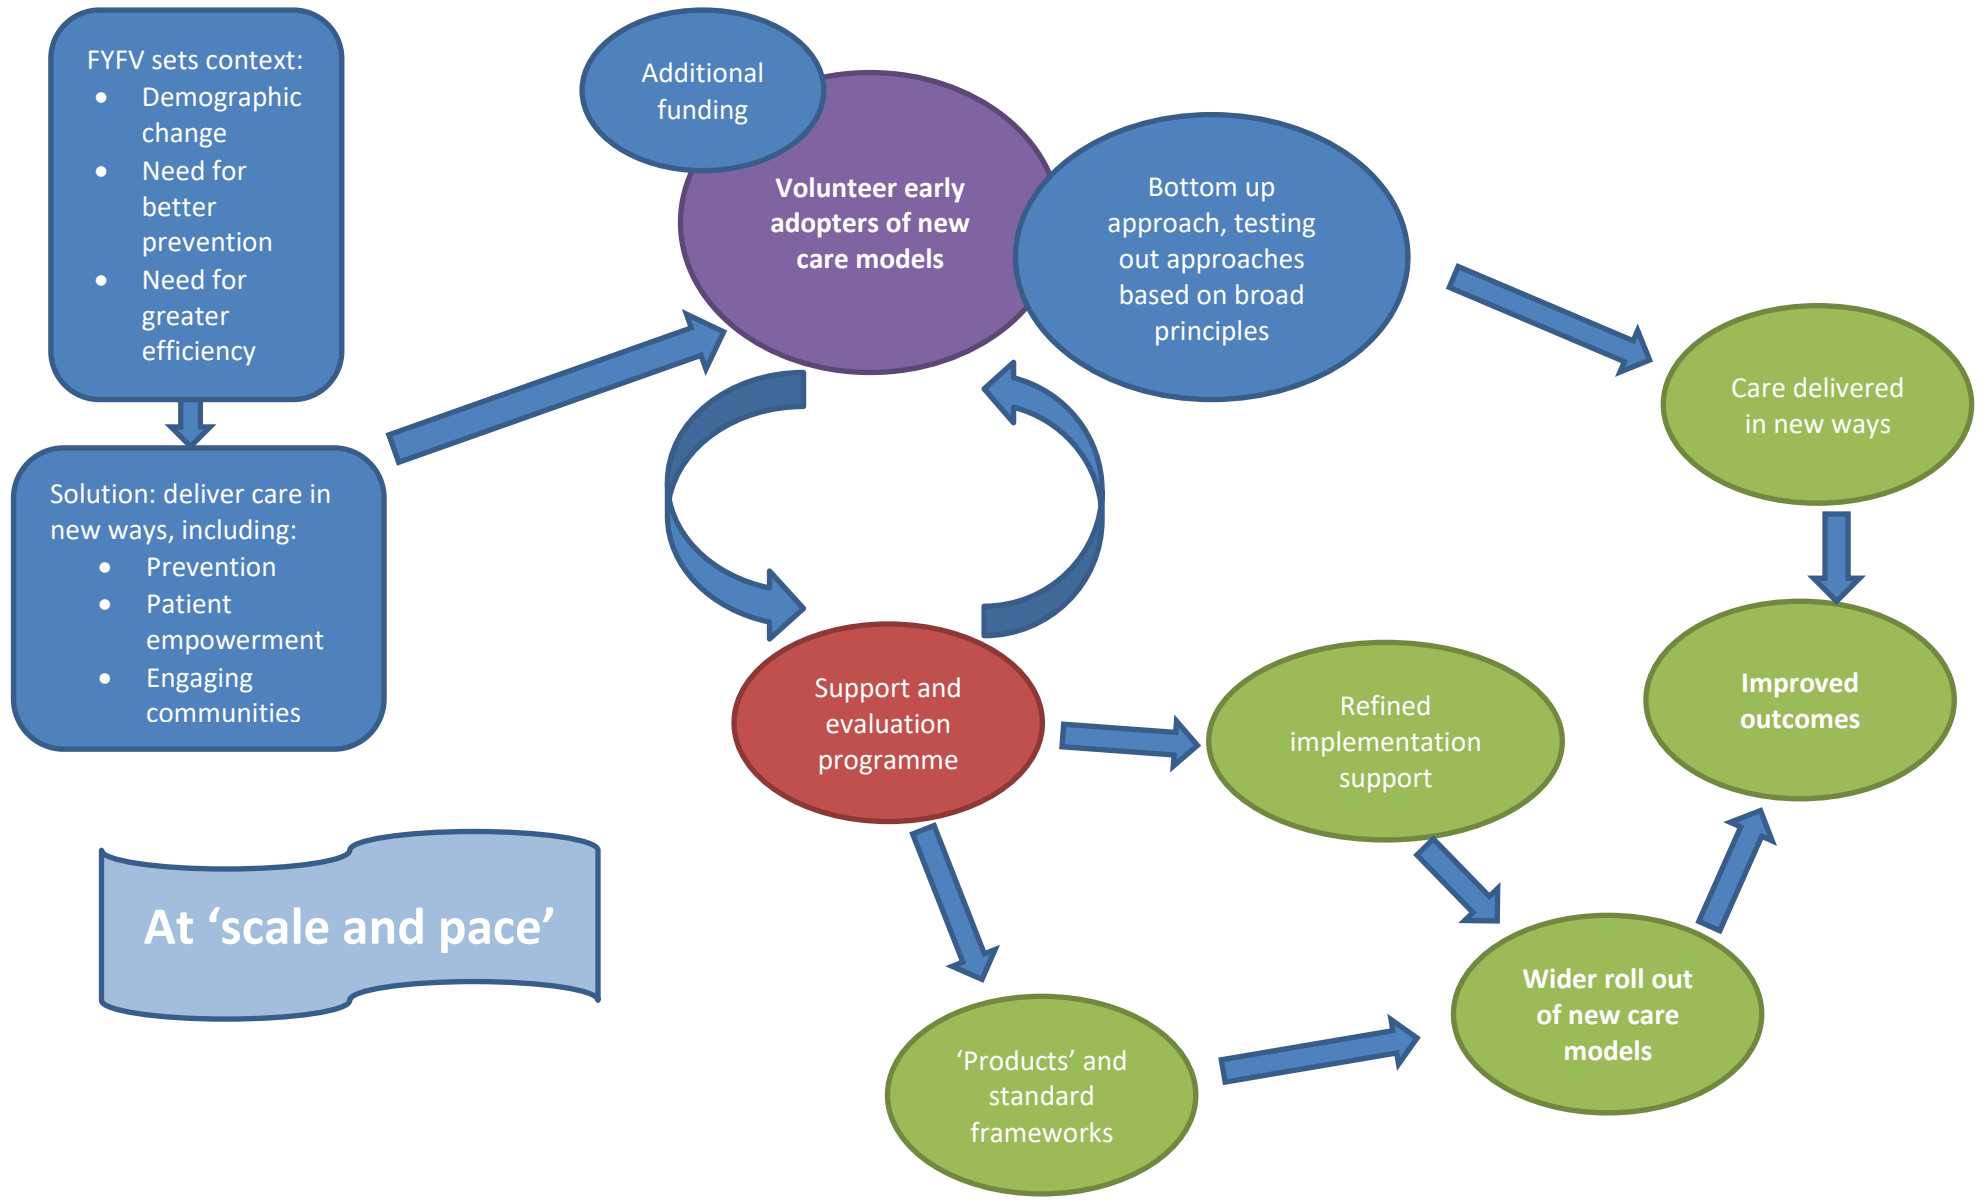 FYFV sets context:
• Demographic
change
• Need for
better
prevention
• Need for
greater
efficiency
Solution: deliver care in
new ways, including:
• Prevention
• Patient
empowerment
• Engaging
communities
At ‘scale and pace’
Additional
funding
Volunteer early
adopters of new
care models
Bottom up
approach, testing
out approaches
based on broad
principles
Care delivered
in new ways
Support and
evaluation
programme
Refined
implementation
support
Improved
outcomes
‘Products’ and
standard
frameworks
Wider roll out
of new care
models